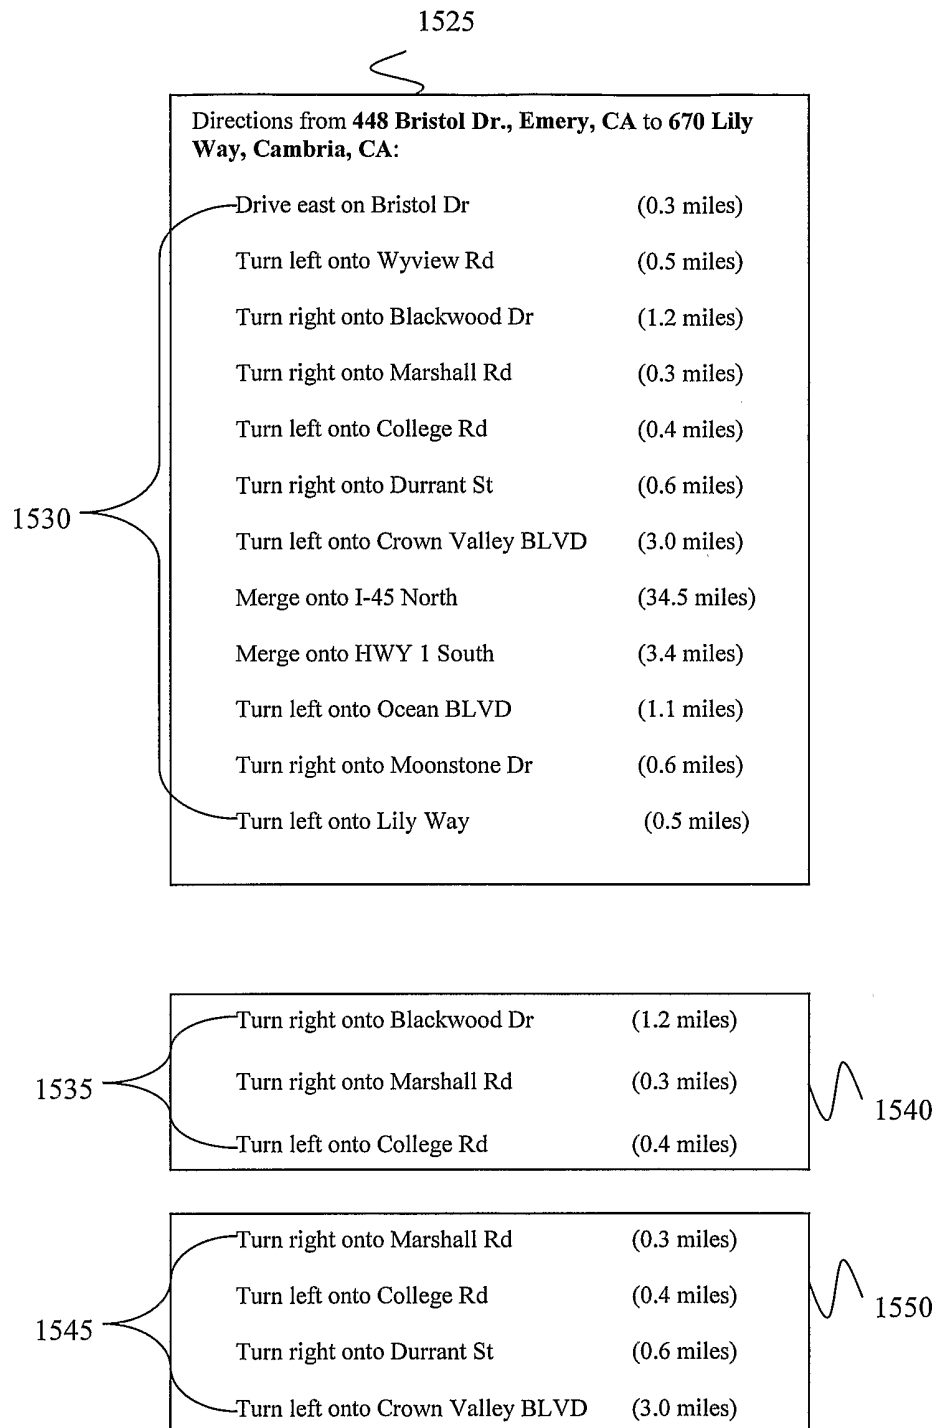 1525
Directions from 448 Bristol Dr., Emery, CA to 670 Lily
Way, Cambria, CA:
Drive east on Bristol Dr (0.3 miles)
Turn left onto Wyview Rd (0.5 miles)
Turn right onto Blackwood Dr (1.2 miles)
Turn right onto Marshall Rd (0.3 miles)
Turn left onto College Rd (0.4 miles)
Turn right onto Durrant St (0.6 miles)
1530
Turn left onto Crown Valley BLVD (3.0 miles)
Merge onto I-45 North (34.5 miles)
Merge onto HWY 1 South (3.4 miles)
Turn left onto Ocean BLVD (1.1 miles)
Turn right onto Moonstone Dr (0.6 miles)
Turn left onto Lily Way (0.5 miles)
Turn right onto Blackwood Dr (1.2 miles)
1535 Turn right onto Marshall Rd (0.3 miles)
1540
Turn left onto College Rd (0.4 miles)
Turn right onto Marshall Rd (0.3 miles)
Turn left onto College Rd (0.4 miles)
1550
1545
Turn right onto Durrant St (0.6 miles)
Turn left onto Crown Valley BLVD (3.0 miles)